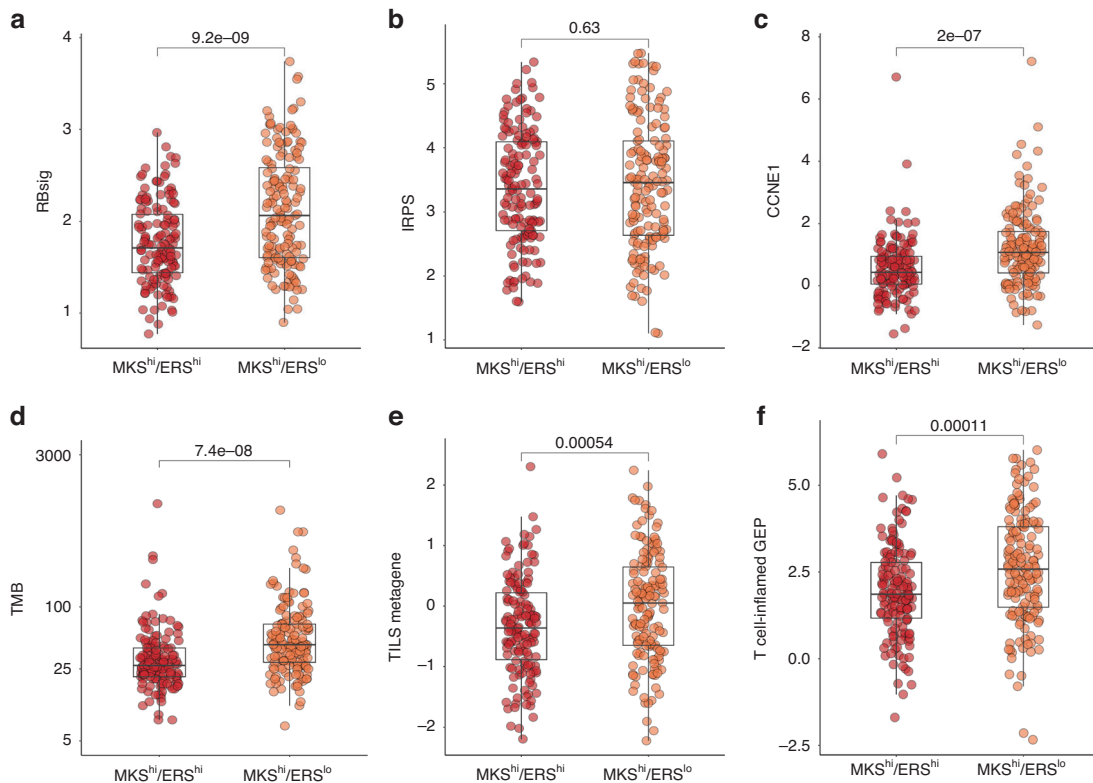 a
9.2e–09
4
3
2
1
RBsig
MKSʰⁱ/ERSʰⁱ
MKSʰⁱ/ERSˡᵒ
b
0.63
5
4
3
2
1
IRPS
MKSʰⁱ/ERSʰⁱ
MKSʰⁱ/ERSˡᵒ
c
2e–07
8
6
4
2
0
–2
CCNE1
MKSʰⁱ/ERSʰⁱ
MKSʰⁱ/ERSˡᵒ
d
7.4e–08
3000
100
25
5
TMB
MKSʰⁱ/ERSʰⁱ
MKSʰⁱ/ERSˡᵒ
e
0.00054
2
1
0
–1
–2
TILS metagene
MKSʰⁱ/ERSʰⁱ
MKSʰⁱ/ERSˡᵒ
f
0.00011
5.0
2.5
0.0
–2.5
T cell-inflamed GEP
MKSʰⁱ/ERSʰⁱ
MKSʰⁱ/ERSˡᵒ